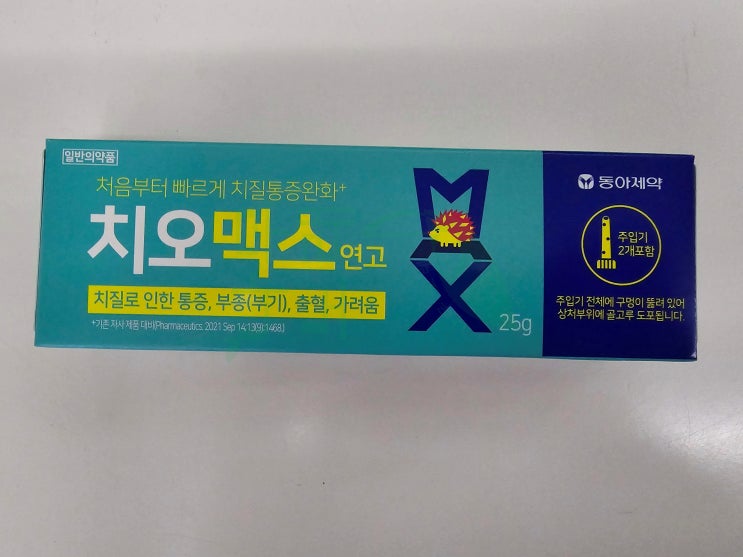 일반의약품
처음부터 빠르게 치질통증완화+
치오맥스 연고
치질로 인한 통증, 부종(부기), 출혈, 가려움
+기존 자사 제품 대비(Pharmaceutics. 2021 Sep 14;13(9):1468.)
MAX
25g
동아제약
주입기
2개포함
주입기 전체에 구멍이 뚫려 있어
상처부위에 골고루 도포됩니다.